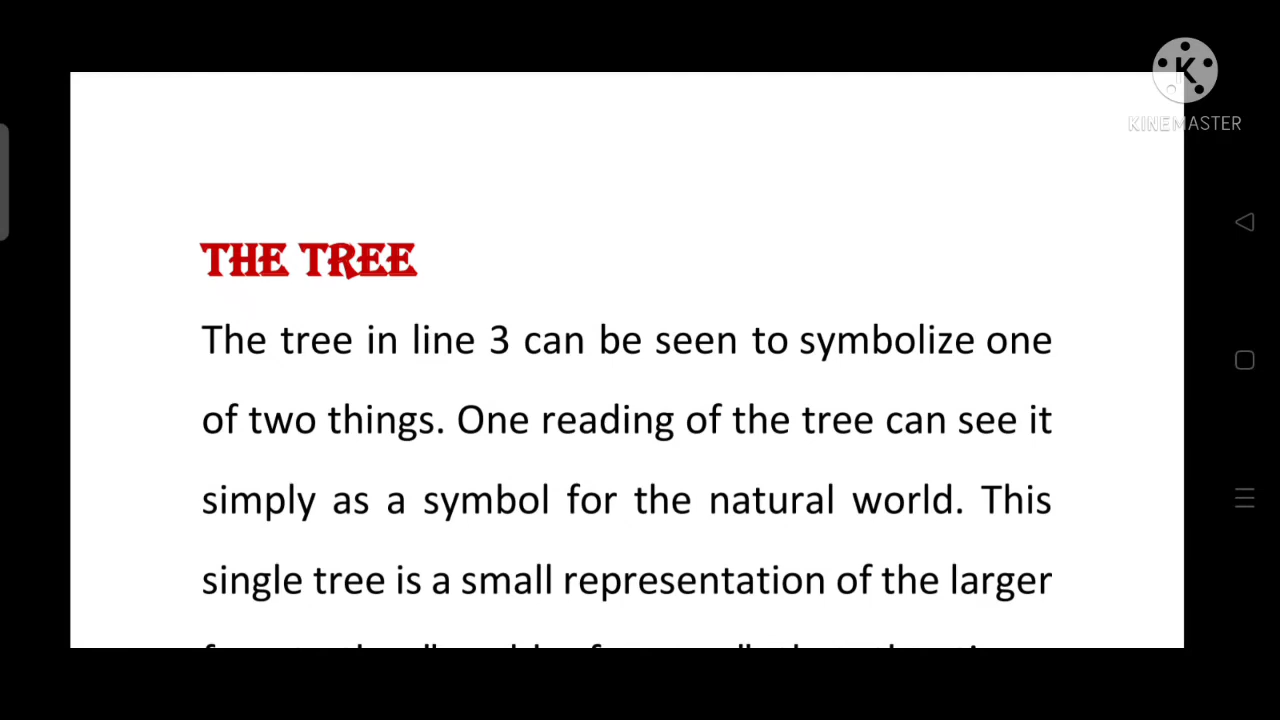 KINEMASTER
THE TREE
The tree in line 3 can be seen to symbolize one
of two things. One reading of the tree can see it
simply as a symbol for the natural world. This
single tree is a small representation of the larger